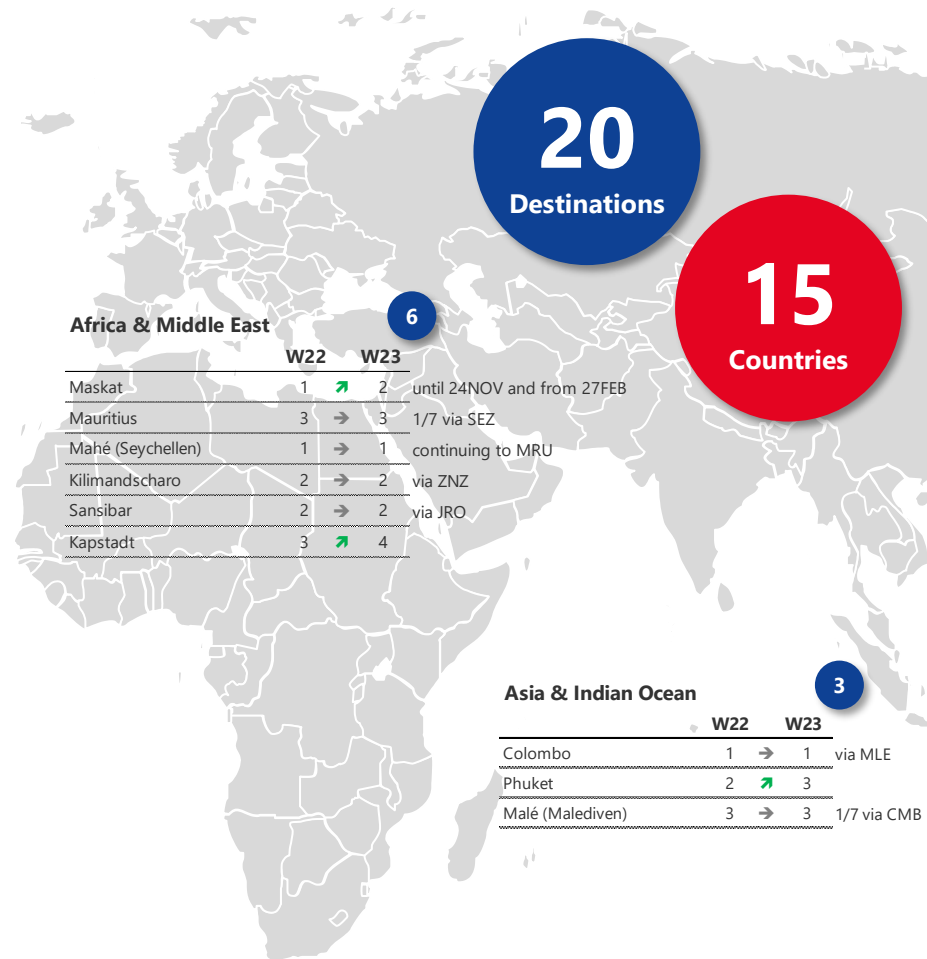 20
Destinations
15
Countries
Africa & Middle East
6
W22 W23
Maskat 1 2 until 24NOV and from 27FEB
Mauritius 3 3 1/7 via SEZ
Mahé (Seychellen) 1 1 continuing to MRU
Kilimandscharo 2 2 via ZNZ
Sansibar 2 2 via JRO
Kapstadt 3 4
Asia & Indian Ocean
3
W22 W23
Colombo 1 1 via MLE
Phuket 2 3
Malé (Malediven) 3 3 1/7 via CMB